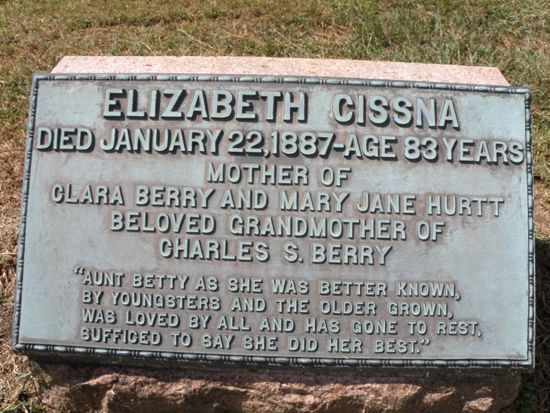 ELIZABETH CISSNA
DIED JANUARY 22, 1887-AGE 83 YEARS
MOTHER OF
CLARA BERRY AND MARY JANE HURTT
BELOVED GRANDMOTHER OF
CHARLES S. BERRY
"AUNT BETTY AS SHE WAS BETTER KNOWN,
BY YOUNGSTERS AND THE OLDER GROWN,
WAS LOVED BY ALL AND HAS GONE TO REST,
SUFFICED TO SAY SHE DID HER BEST."